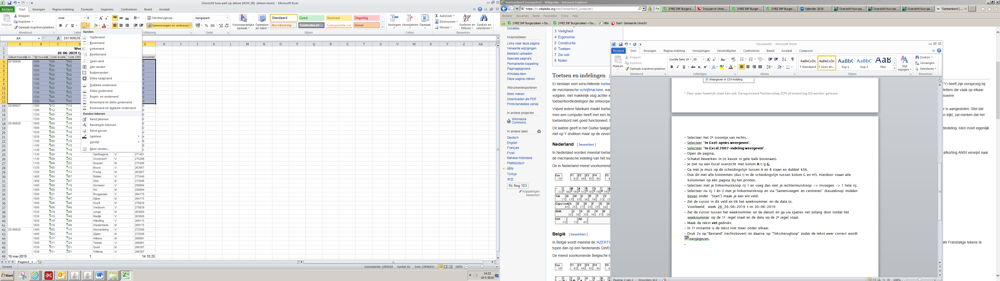 Overzicht huw-part op datum (HUW_06) [Alleen-lezen] - Microsoft Excel
Bestand Start Invoegen Pagina-indeling Formules Gegevens Controleren Beeld Acrobat
Plakken
Knippen
Kopiëren
Opmaak kopiëren/plakken
Klembord
Arial 8
B I U
Tekstterugloop
Samenvoegen en centreren
Uitlijning
Aangepast
% 000
Getal
Voorwaardelijke opmaak
Opmaken als tabel
Standaard Goed Neutraal Ongeldig
Berekening Controlecel Gekoppelde cel Invoer
Stijlen
Invoegen Verwijderen Opmaak
Cellen
AutoSom
Doorvoeren
Wissen
Sorteren en filteren
Zoeken en selecteren
Bewerken
A4 fx 20190626
Randen
Onderrand
Bovenrand
Linkerrand
Rechterrand
Geen rand
Alle randen
Buitenranden
Dikke kaderrand
Dubbele onderrand
Dikke onderrand
Boven- en onderrand
Bovenrand en dikke onderrand
Bovenrand en dubbele onderrand
Randen tekenen
Rand tekenen
Randraster tekenen
Rand wissen
Lijnkleur
Lijnstijl
Meer randen...
A B C D G H I J K L M N O P Q R S T U V W X Y Z AA
1 Wee
2 26-06-2019 t/
3 Datum huwelijk nr. Tijd huwelijk Code locatie Code ABS ernummer
4 20190626 1000 000 002
5 1000 000 002
6 1030 000 002
7 1030 000 002
8 1100 000 002
9 1100 000 002
10 1130 000 002
11 1130 000 002
12 1330 405 103
13 1330 405 103
14 20190627 1300 012 110
15 1300 012 110
16 1330 405 249
17 1330 405 249
18 20190628 1000 000 118
19 1000 000 118
20 1030 000 118
21 1030 000 118
22 1100 000 118
23 1100 000 118
24 1130 000 118
25 1130 000 118 Santhagens V 271481
26 1130 009 252 Onzenoort V 275286
27 1130 009 252 Roemer M 275286
28 1330 405 113 Bouw V 263957
29 1330 405 113 Froma M 263957
30 1400 004 457 Ridder V 273046
31 1400 004 457 Stok M 273046
32 1400 008 118 Gorissen V 256894
33 1400 008 118 Pol M 256894
34 1500 021 447 Bruggeman V 264175
35 1500 021 447 Dijken M 264175
36 1500 406 448 Hooft M 270839
37 1500 406 448 Verboom V 270839
38 1530 418 449 Jonge M 263600
39 1530 418 449 Riedijk V 263600
40 1830 019 249 Hilbolling V 269115
41 1830 019 249 Westerbeek M 269115
42 20190629 1400 002 110 Dennenberg V 272506
43 1400 002 110 Zijden M 272506
44 1500 417 124 Hilbers M 266891
45 1500 417 124 Timmer V 266891
46 1530 011 251 Quint M 266387
47 1530 011 251 Willems V 266387
48 10-mei-2019 1 14:10:25
Pagina1_1
Gereed Gemiddelde: 1093163 Aantal: 61 Som: 22956432 100%
Start 14:32
10-5-2019
Toetsenbord (computer) - Wikipedia - Internet Explorer
https://nl.wikipedia.org/wiki/Toetsenbord_(computer)
3 PBZ INF Burgerz... Trouwen in Utrec... 3 PBZ INF Burger... 3 PBZ INF Burger... Kalender 2019 Overzicht huw-pa... Overzicht huw-pa... Overzicht huw-pa... Toetsenbord (...
Bestand Bewerken Beeld Favorieten Extra Help
3 PBZ INF Burgerzaken » Do... 3 PBZ INF Burgerzaken » Do... HBA Start Gemeente Utrecht
Donaties
Hulpmiddelen
Links naar deze pagina
Verwante wijzigingen
Bestand uploaden
Speciale pagina's
Permanente koppeling
Paginagegevens
Wikidata-item
Deze pagina citeren
Afdrukken/exporteren
Boek maken
Downloaden als PDF
Printvriendelijke versie
In andere projecten
Wikimedia Commons
In andere talen
Deutsch
English
Français
Frysk
Bahasa Indonesia
Plattdüütsch
Türkçe
中文
Nog 103
Koppelingen bewerken
3 Veiligheid
4 Ergonomie
5 Constructie
6 Toetsen
7 Zie ook
8 Noten
Toetsen en indelingen
Er bestaan veel verschillende toetse
de mechanische schrijfmachine, waa
volgden, niet makkelijk vlug achter e
toetsenbordindelingen die ontworpe
Vrijwel iedere fabrikant maakt toetse
men een computer heeft met een A
toetsenbord niet goed functioneert.
Dit laatste geeft in het Duitse taalgel
niet op Y drukken maar op de zeven
Nederland [ bewerken ]
In Nederland worden meestal toetse
de mechanische indeling van het toe
De in Nederland meest voorkomende
België [ bewerken ]
In België wordt meestal de 'AZERTY
typen dan op een Nederlands QWE
De meest voorkomende Belgische t
TY) heeft zijn oorsprong bij
letters die vaak op elkaar
euwere
er is aangesloten. Stel dat
n kijkt, zal merken dat het
dindeling. Men moet eigenlijk
afkorting ANSI verwijst naar
akt Franstalige tekens te
Document1 - Microsoft Word
Bestand Start Invoegen Pagina-indeling Verwijzingen Verzendlijsten Controleren Beeld Acrobat Composer
Plakken
Knippen
Kopiëren
Opmaak kopiëren/plakken
Klembord
Lucida Sans Ur 10
Lettertype
Alinea
AaBbCcDd AaBbCcDd AaBbC AaBbC AaB
¶ Standaard ¶ Geen afs... Kop 1 Kop 2 Titel
Stijlen
Stijl wijzigen
Zoeken
Vervangen
Selecteren
Bewerken
Weergeven in CSV-indeling
* Daar waar huwelijk staat kan ook Geregistreerd Partnerschap (GP) of omzetting (O) worden gelezen.
- Selecteer het 2e icoontje van rechts.
- Selecteer "In Exel-opties weergeven".
- Selecteer "In Excel 2007-indeling weergeven".
- Open de pagina.
- Schakel bewerken in (is keuze in gele balk bovenaan).
- Je ziet nu een Excel overzicht met kolom A t/g G.
- Ga met je muis op de scheidingslijn tussen A en B staan en dubbel klik.
- Doe dit met alle kolommen (dus t/m de scheidingslijn tussen kolom G en H!). Hierdoor staan alle
kolommen op één pagina bij het printen.
- Selecteer met je linkermuisknop rij 1 en voeg dan met je rechtermuisknop -> invoegen -> 1 hele rij.
- Selecteer nu rij 1 én 2 met je linkermuisknop en via "Samenvoegen en centreren" (keuzeknop midden
boven onder "Start") maak je een wit veld.
- Zet de cursor in dit veld en tik het weeknummer en de data in.
Voorbeeld; week 26 26-06-2019 t/m 30-06-2019
- Zet de cursor tussen het weeknummer en de datum en ga via spaties net zolang door totdat het
weeknummer op de 1e regel staat en de data op de 2e regel staat.
- Maak de tekst vet gedrukt.
- In 1e instantie is de tekst niet meer onder elkaar.
- Druk 2x op "Bestand" (rechtsboven) en daarna op "Tekstterugloop" zodat de tekst weer correct wordt
weergegeven.
-
Pagina: 2 van 2 Woorden: 412 100%